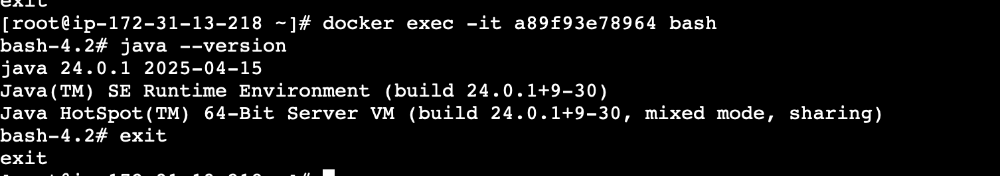 exit
[root@ip-172-31-13-218 ~]# docker exec -it a89f93e78964 bash
bash-4.2# java --version
java 24.0.1 2025-04-15
Java(TM) SE Runtime Environment (build 24.0.1+9-30)
Java HotSpot(TM) 64-Bit Server VM (build 24.0.1+9-30, mixed mode, sharing)
bash-4.2# exit
exit